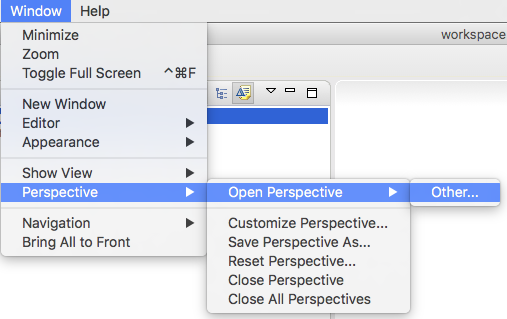 Window Help
Minimize
workspace
Zoom
Toggle Full Screen ^⌘F
New Window
Editor
Appearance
Show View
Perspective
Open Perspective
Other...
Customize Perspective...
Navigation
Save Perspective As...
Bring All to Front
Reset Perspective...
Close Perspective
Close All Perspectives